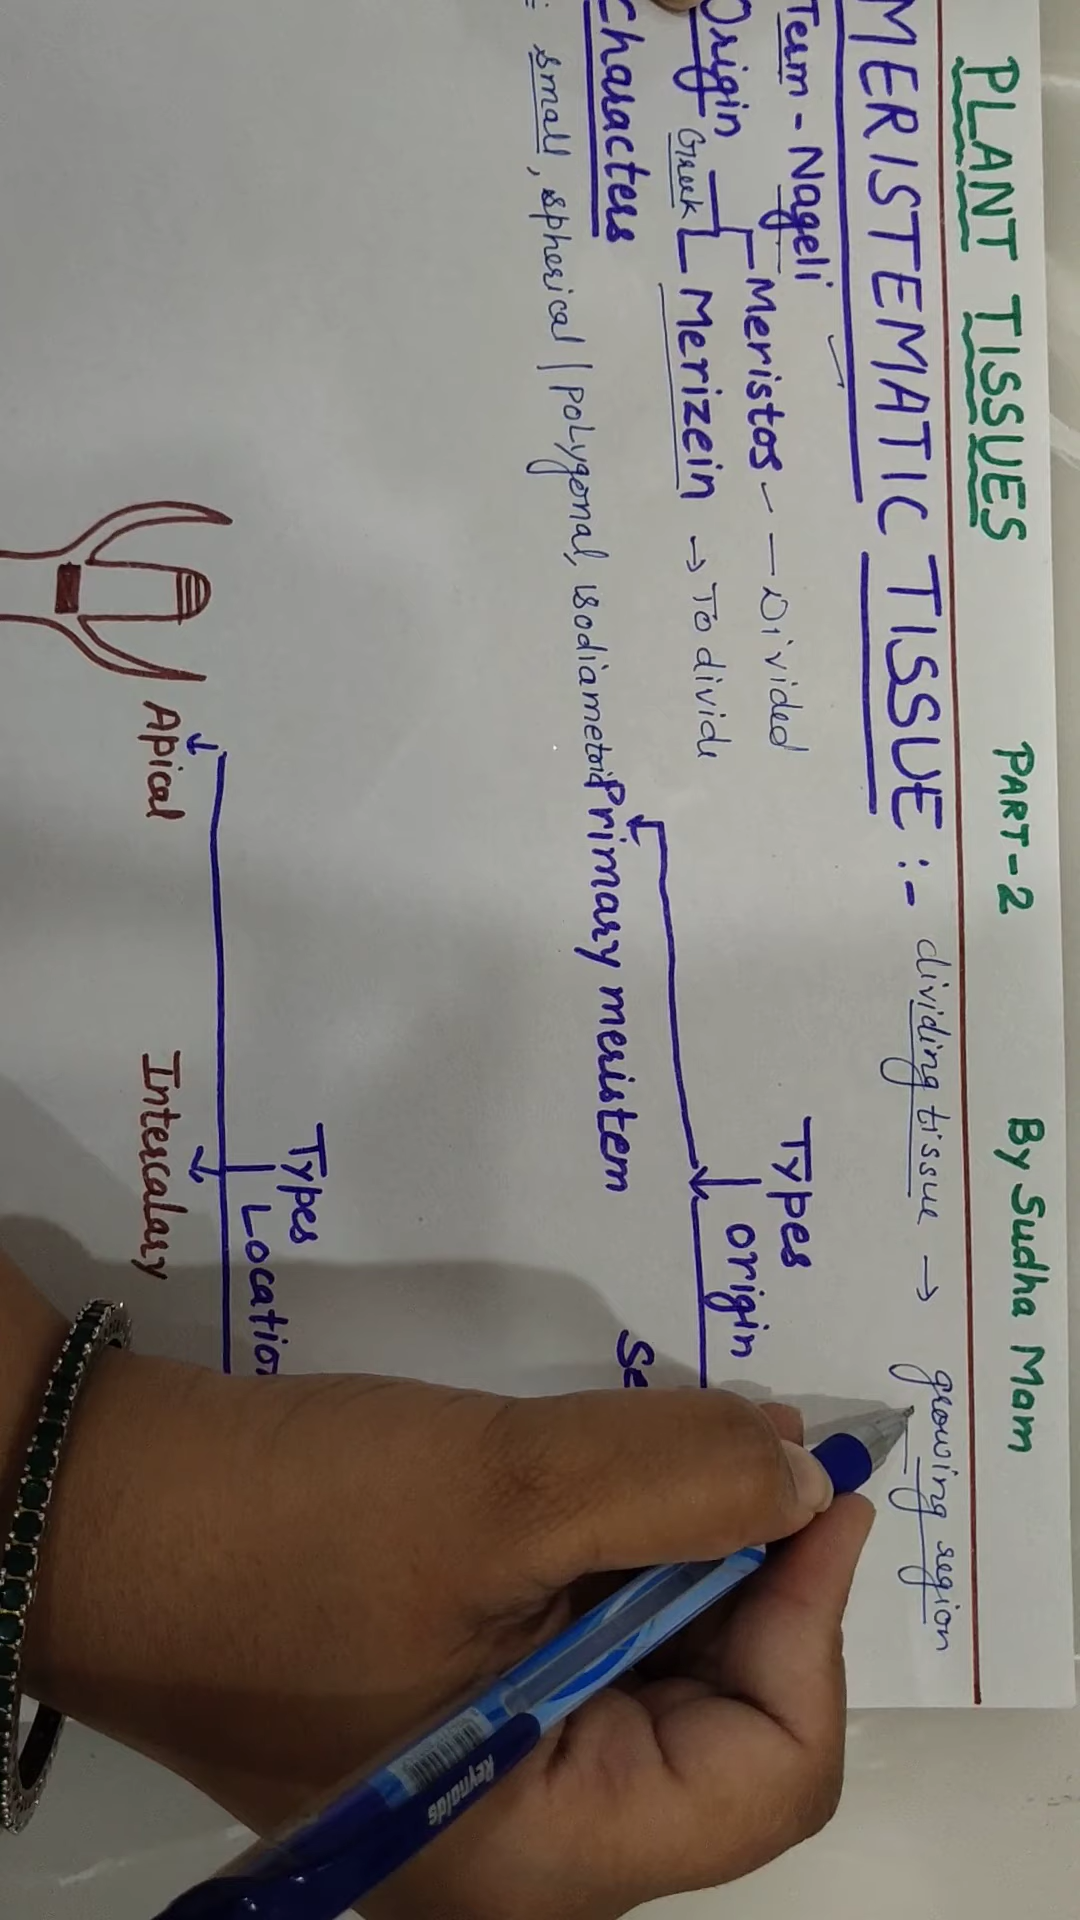 PLANT TISSUES PART-2 By Sudha Mam
MERISTEMATIC TISSUE :- dividing tissue → growing region
Term - Nageli
Meristos - - Divided
Origin Greek
Merizein → To divide
Types
origin
Characters
Primary meristem
small, spherical / polygonal, isodiametric
Types
Location
Apical Intercalary
Reynolds